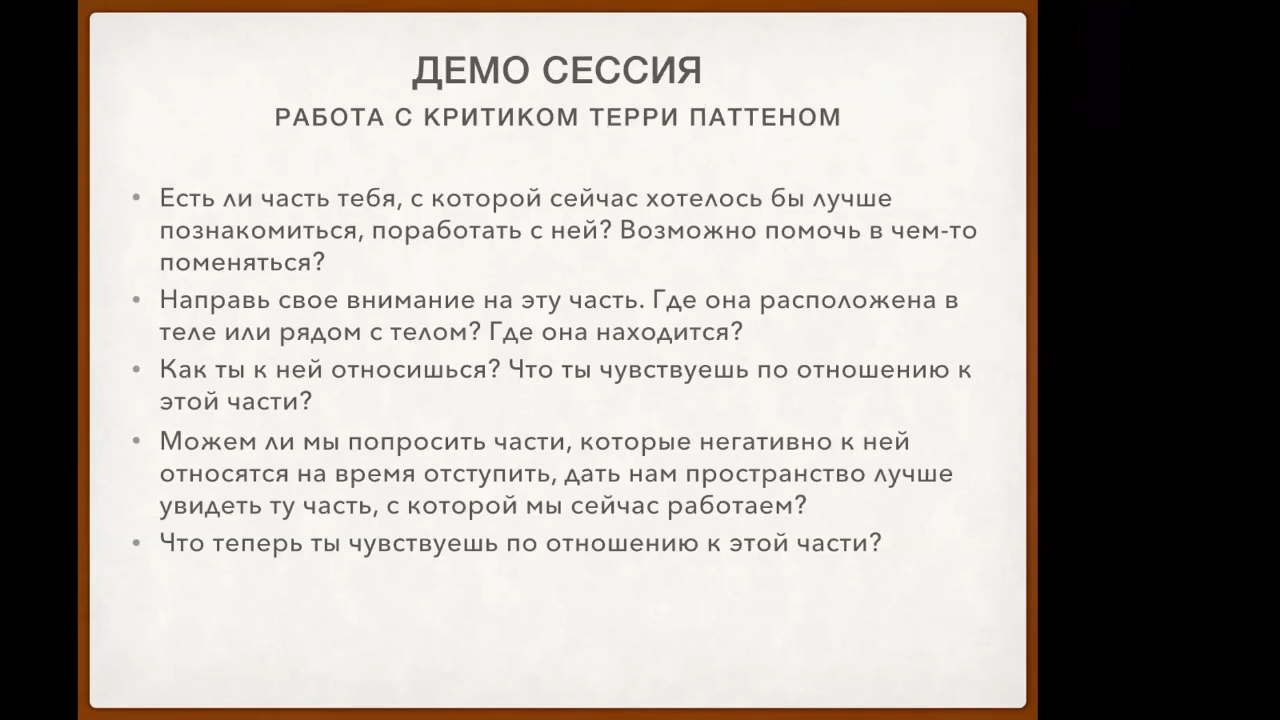 ДЕМО СЕССИЯ
РАБОТА С КРИТИКОМ ТЕРРИ ПАТТЕНОМ
• Есть ли часть тебя, с которой сейчас хотелось бы лучше
познакомиться, поработать с ней? Возможно помочь в чем-то
поменяться?
• Направь свое внимание на эту часть. Где она расположена в
теле или рядом с телом? Где она находится?
• Как ты к ней относишься? Что ты чувствуешь по отношению к
этой части?
• Можем ли мы попросить части, которые негативно к ней
относятся на время отступить, дать нам пространство лучше
увидеть ту часть, с которой мы сейчас работаем?
• Что теперь ты чувствуешь по отношению к этой части?